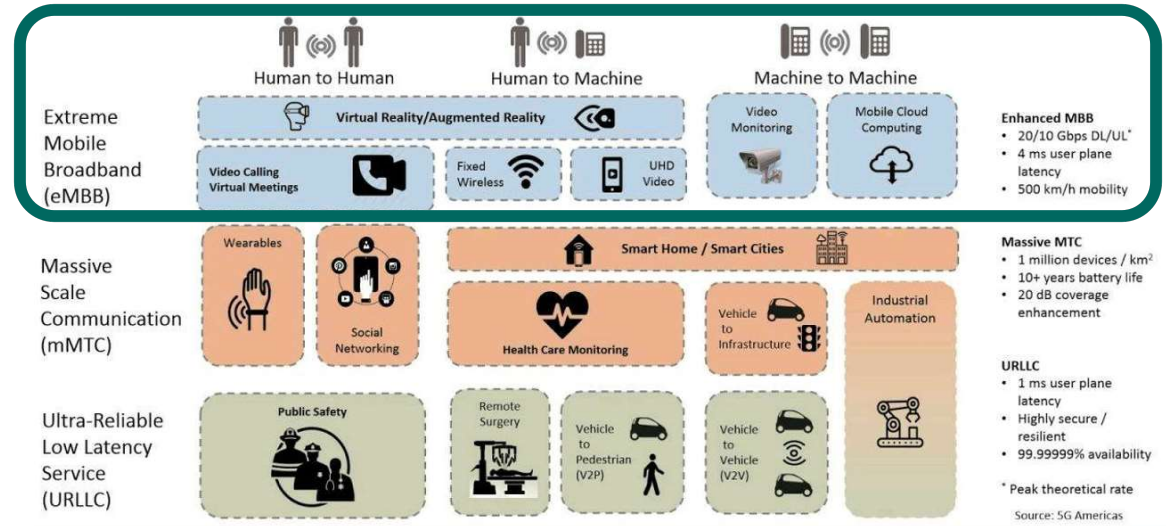 Human to Human
Human to Machine
Machine to Machine
Extreme
Mobile
Broadband
(eMBB)
Virtual Reality/Augmented Reality
Video Calling
Virtual Meetings
Fixed
Wireless
UHD
Video
Video
Monitoring
Mobile Cloud
Computing
Enhanced MBB
• 20/10 Gbps DL/UL*
• 4 ms user plane
latency
• 500 km/h mobility
Massive
Scale
Communication
(mMTC)
Wearables
Social
Networking
Smart Home / Smart Cities
Health Care Monitoring
Vehicle
to
Infrastructure
Industrial
Automation
Massive MTC
• 1 million devices / km²
• 10+ years battery life
• 20 dB coverage
enhancement
Ultra-Reliable
Low Latency
Service
(URLLC)
Public Safety
Remote
Surgery
Vehicle
to
Pedestrian
(V2P)
Vehicle
to
Vehicle
(V2V)
URLLC
• 1 ms user plane
latency
• Highly secure /
resilient
• 99.99999% availability
* Peak theoretical rate
Source: 5G Americas